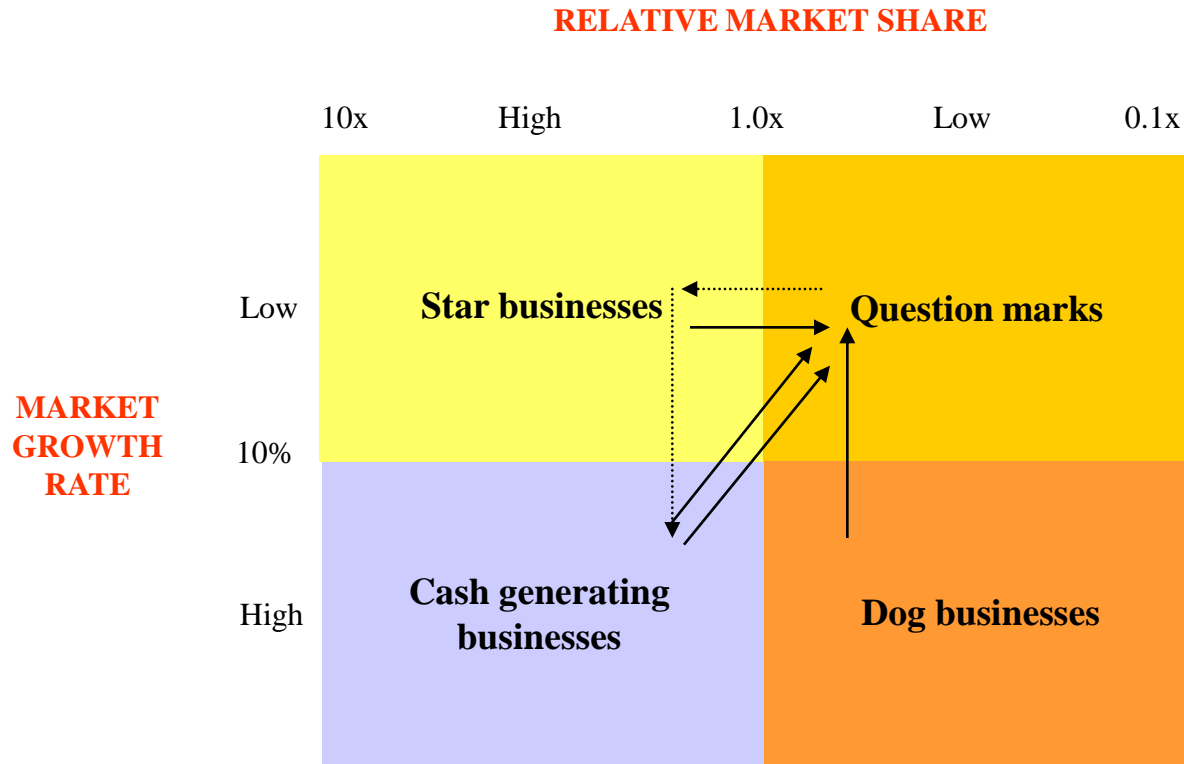 RELATIVE MARKET SHARE
10x High 1.0x Low 0.1x
Low
Star businesses
Question marks
MARKET
GROWTH
RATE
10%
High
Cash generating
businesses
Dog businesses